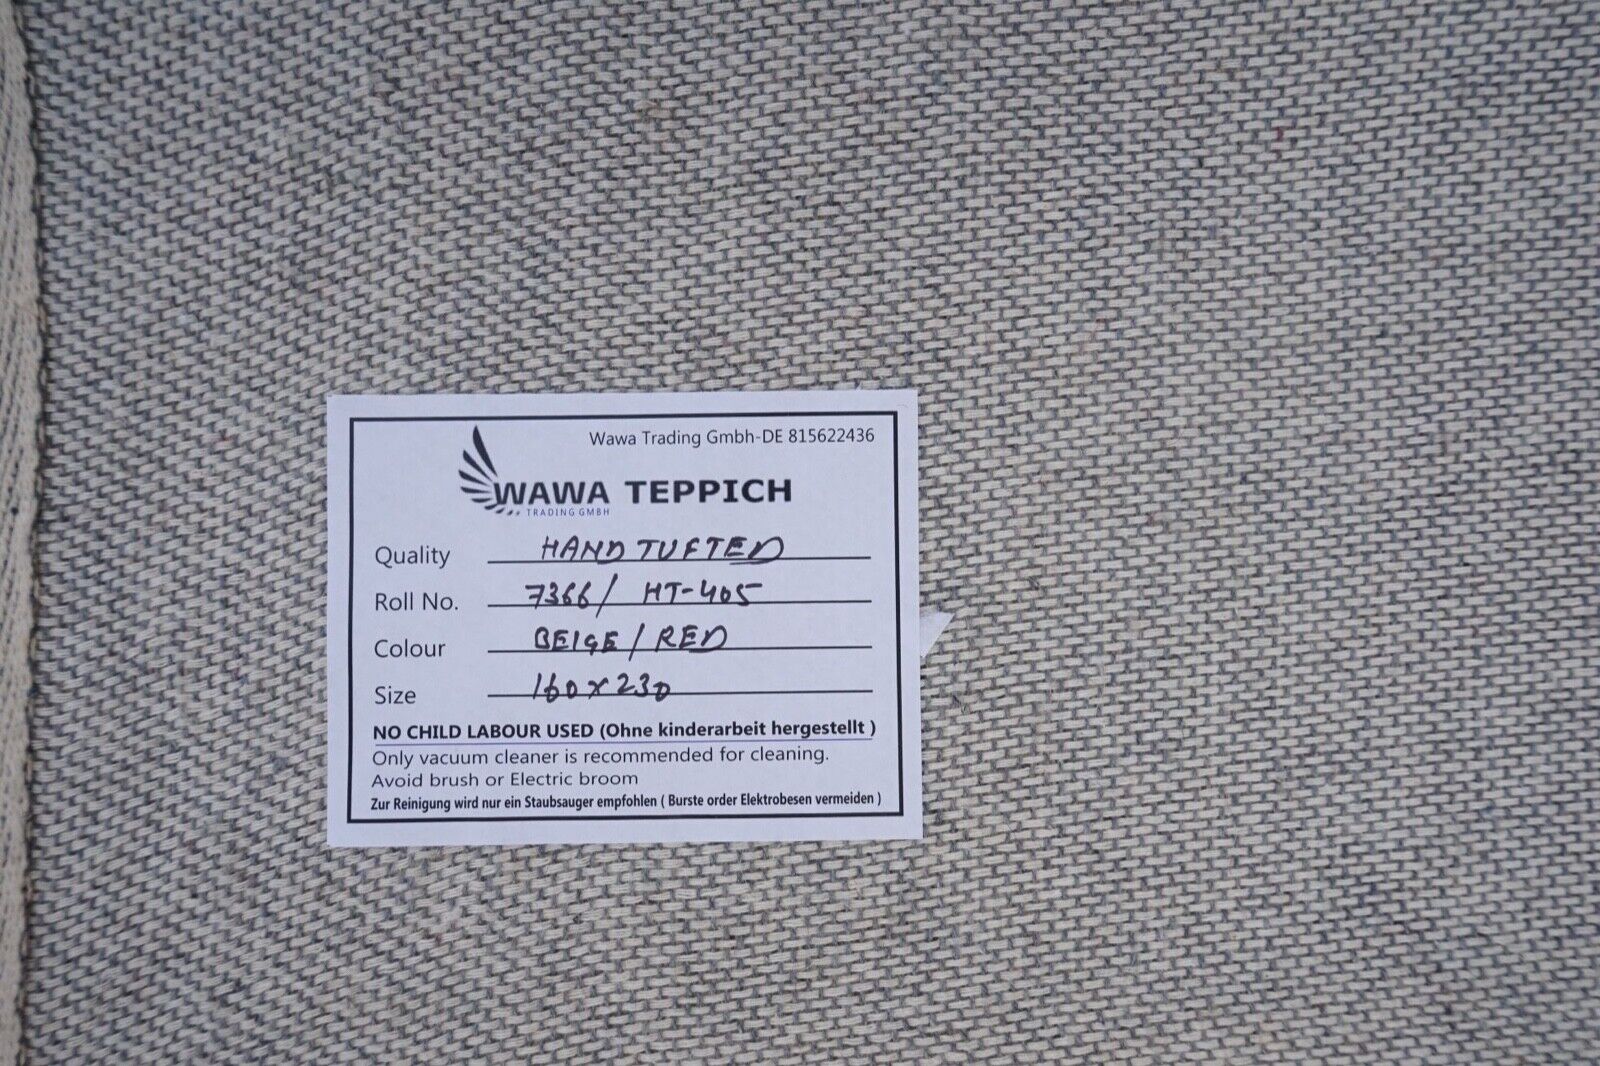 Wawa Trading Gmbh-DE 815622436
WAWA TEPPICH
TRADING GMBH
Quality HAND TUFTED
Roll No. 7366/ HT-405
Colour BEIGE/RED
Size 160x230
NO CHILD LABOUR USED (Ohne kinderarbeit hergestellt )
Only vacuum cleaner is recommended for cleaning.
Avoid brush or Electric broom
Zur Reinigung wird nur ein Staubsauger empfohlen ( Burste order Elektrobesen vermeiden )